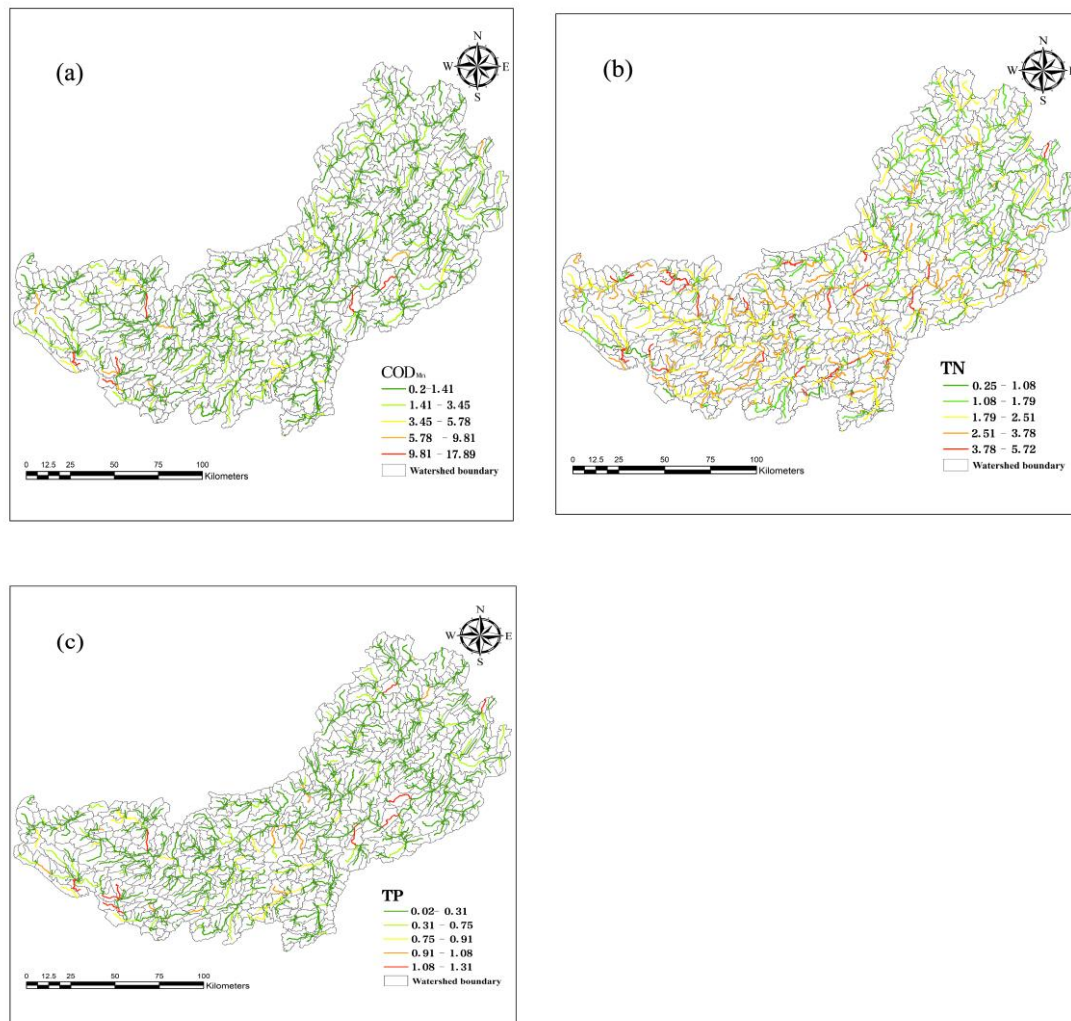 (a)
N
W E
S
COD Mn
0.2-1.41
1.41 - 3.45
3.45 - 5.78
5.78 - 9.81
9.81 - 17.89
Watershed boundary
0 12.5 25 50 75 100
Kilometers
(b)
N
W E
S
TN
0.25 - 1.08
1.08 - 1.79
1.79 - 2.51
2.51 - 3.78
3.78 - 5.72
Watershed boundary
0 12.5 25 50 75 100
Kilometers
(c)
N
W E
S
TP
0.02- 0.31
0.31 - 0.75
0.75 - 0.91
0.91 - 1.08
1.08 - 1.31
Watershed boundary
0 12.5 25 50 75 100
Kilometers